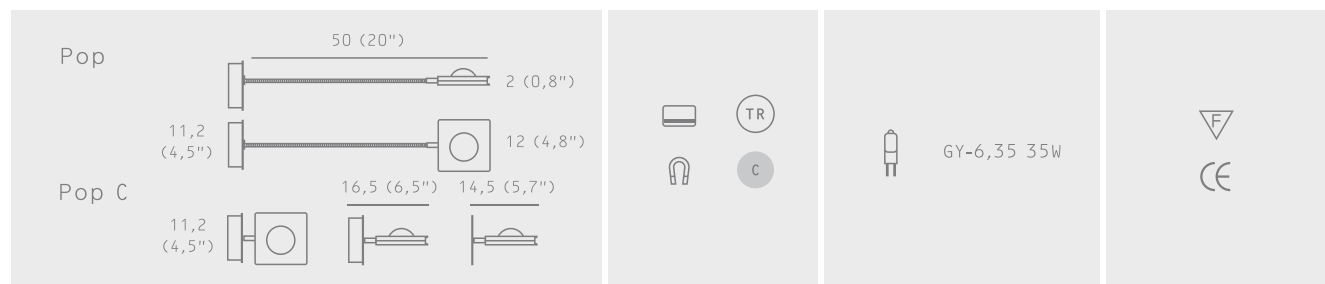 Pop
50 (20")
2 (0,8")
11,2
(4,5")
12 (4,8")
Pop C
16,5 (6,5")
14,5 (5,7")
11,2
(4,5")
TR
C
GY-6,35 35W
F
CE